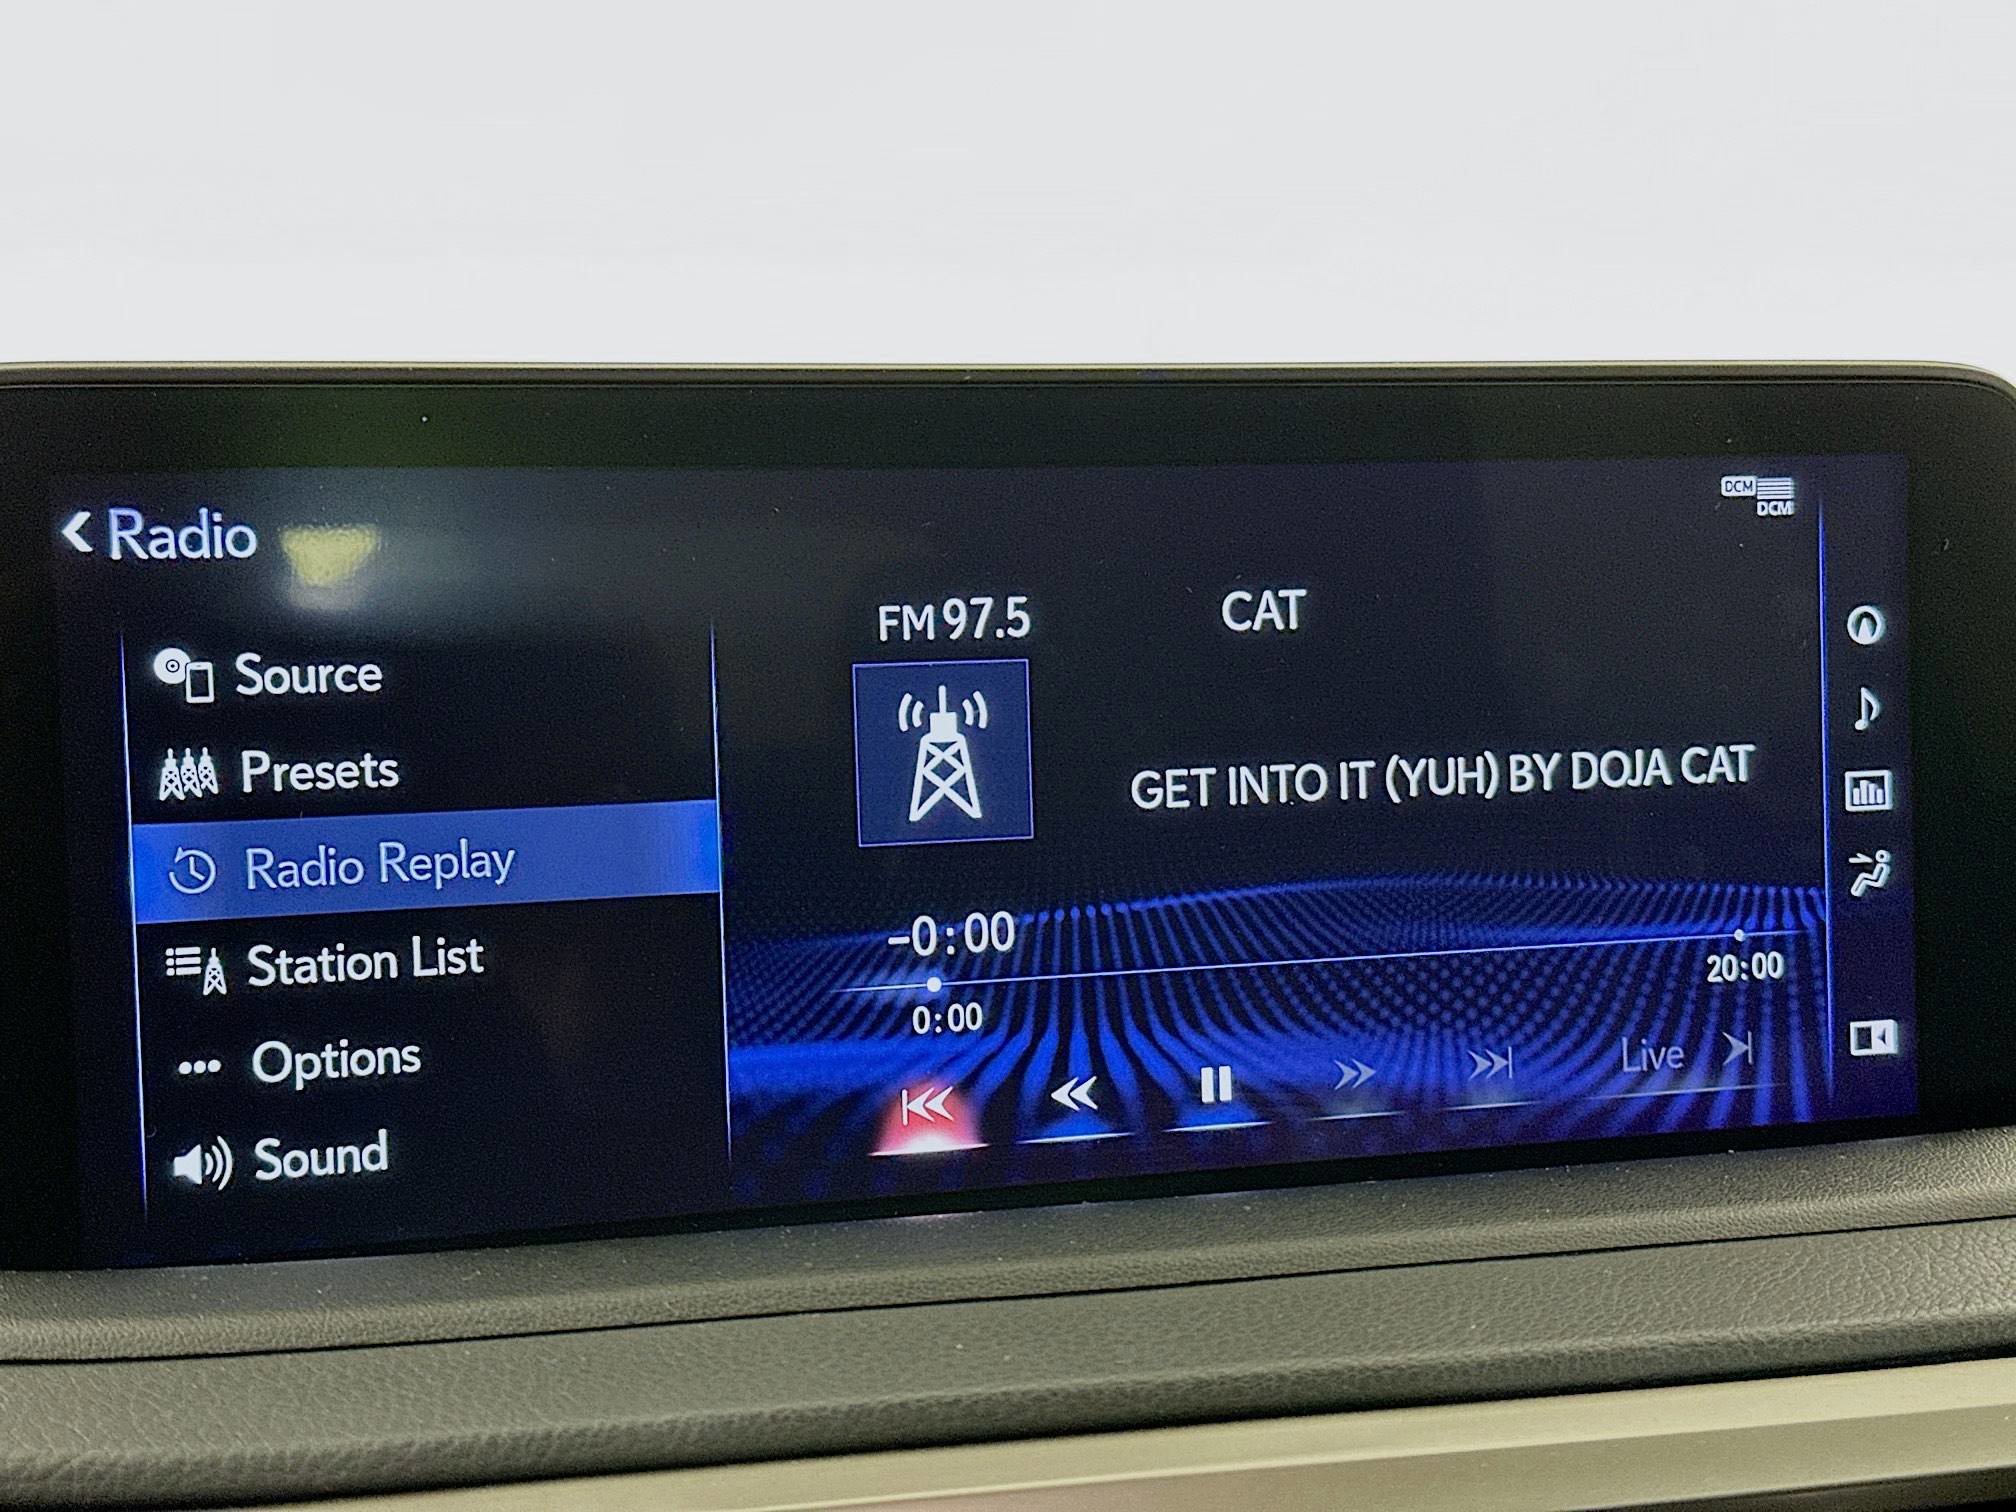 Radio
DCM
DCM
Source
Presets
Radio Replay
Station List
Options
Sound
FM 97.5
CAT
GET INTO IT (YUH) BY DOJA CAT
-0:00
0:00
20:00
Live